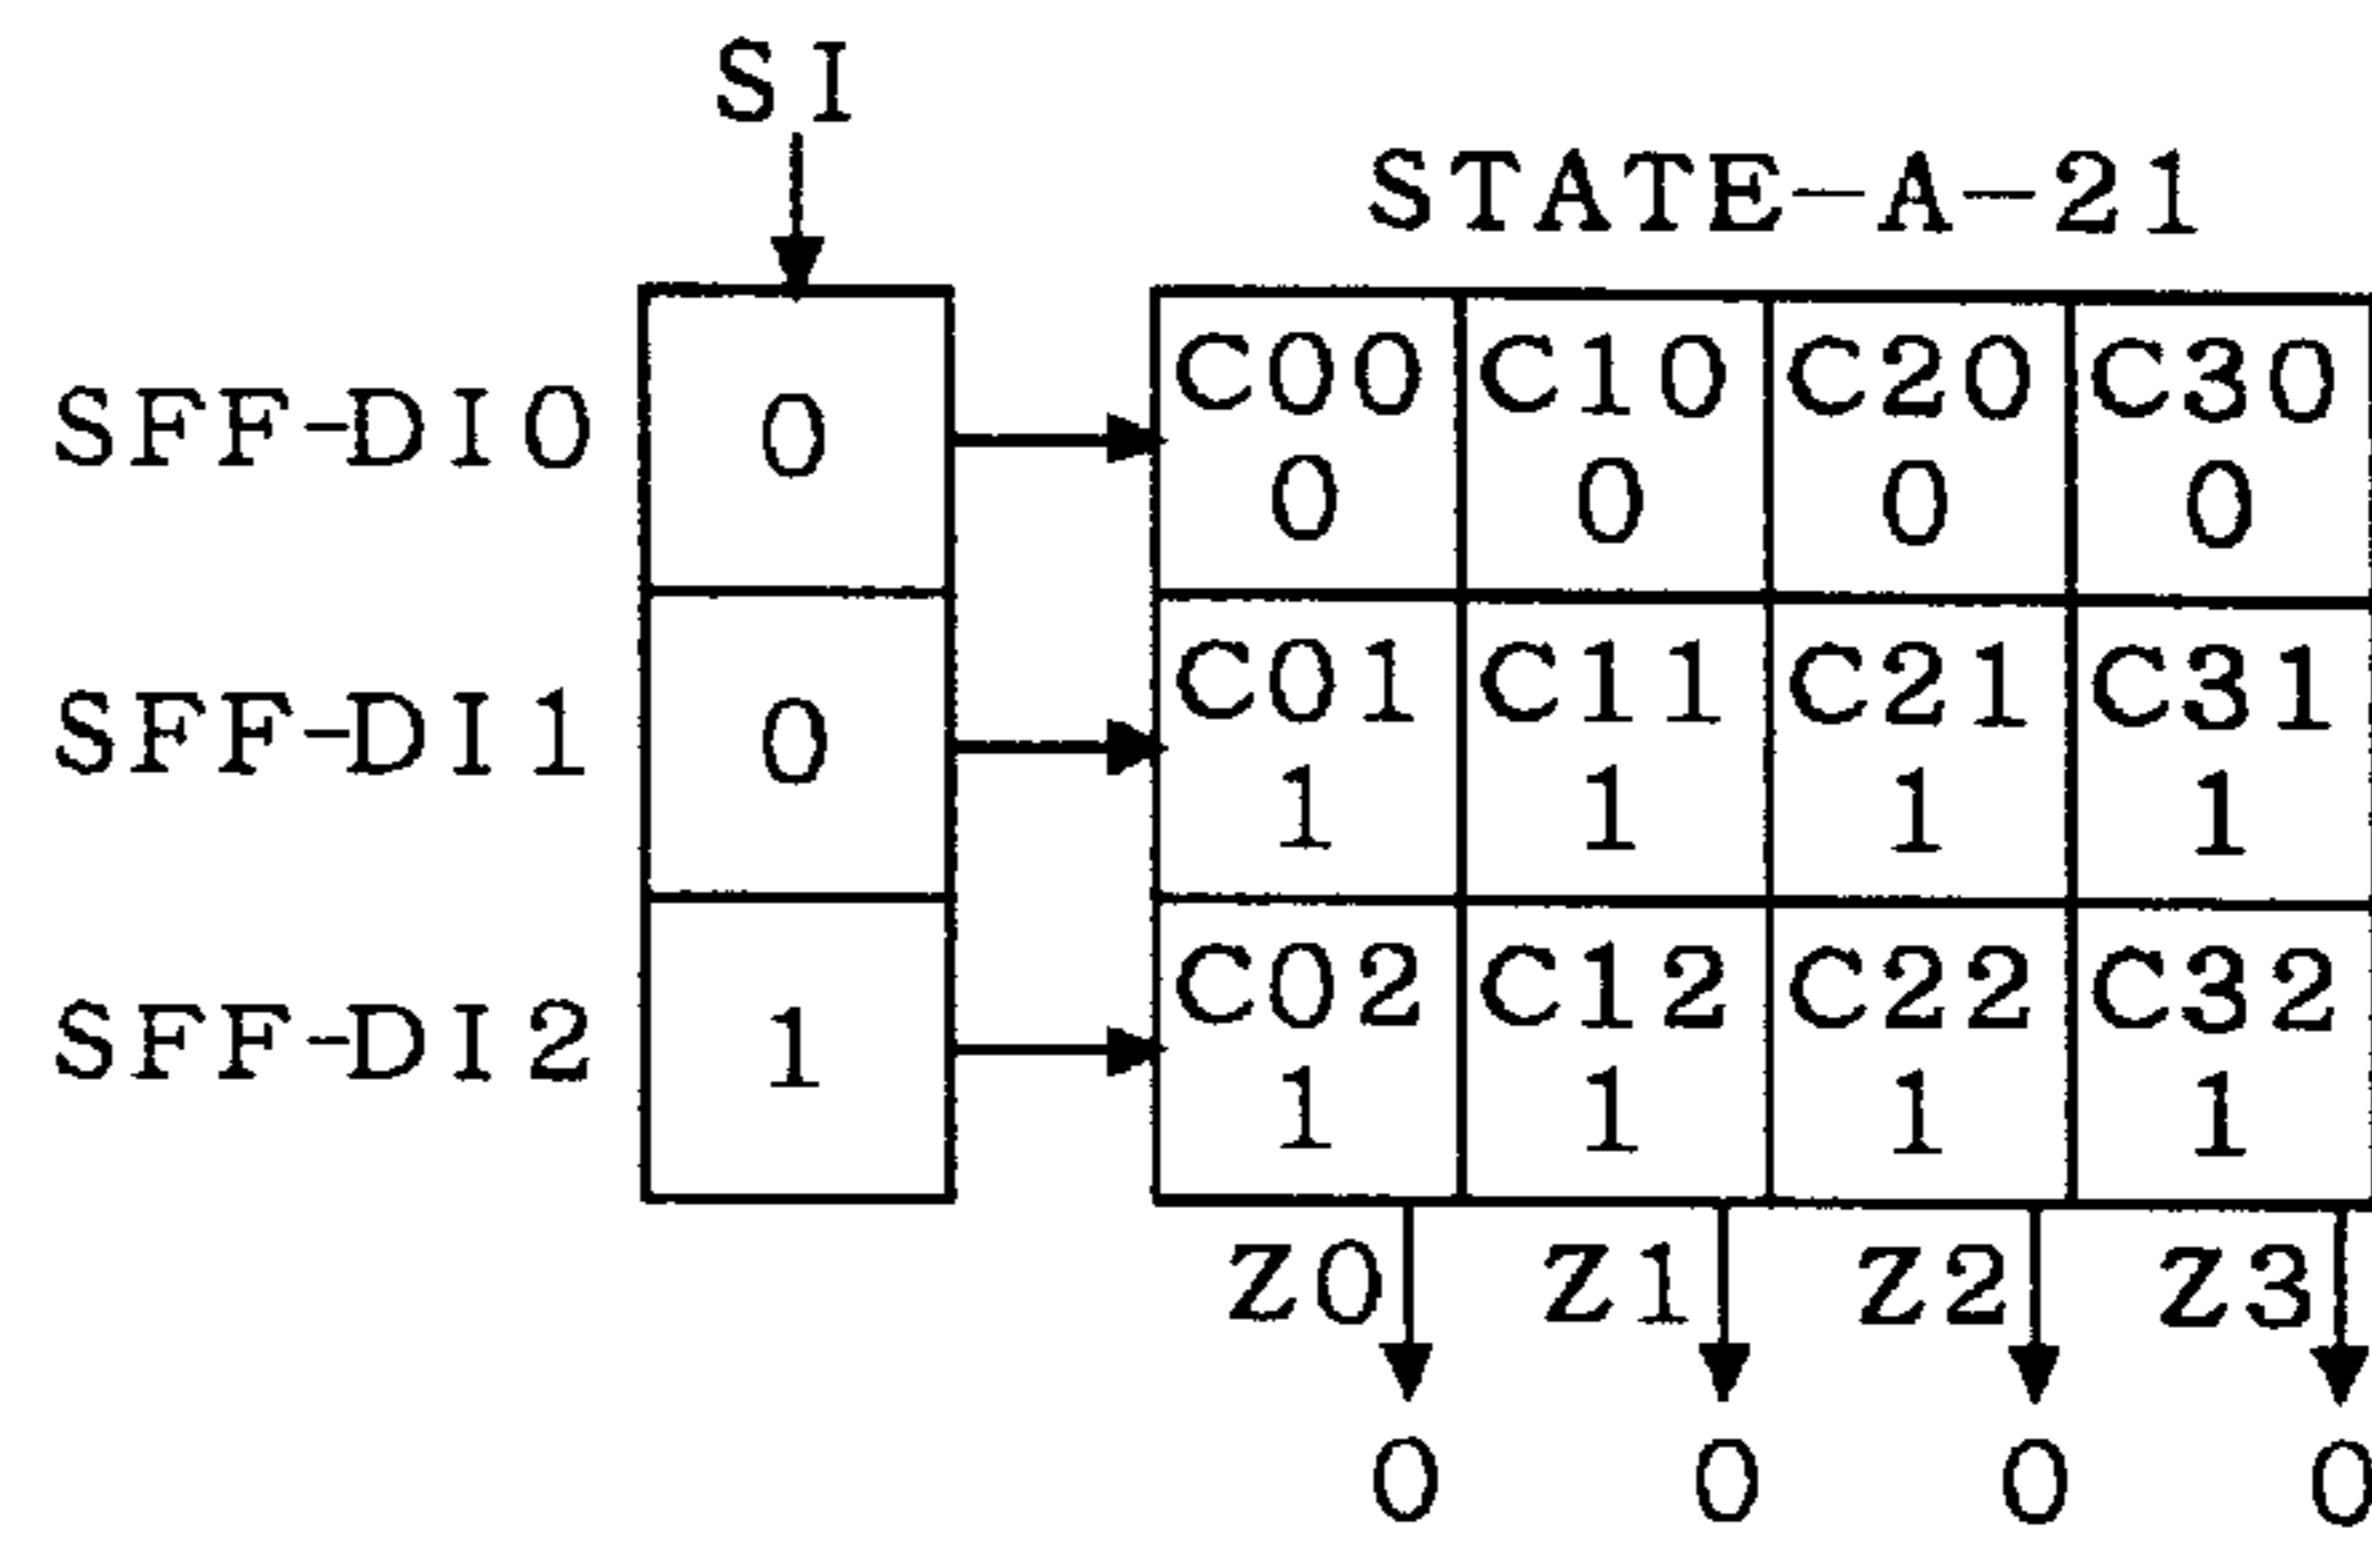 SI
STATE-A-21
SFF-DI0 0 C00 C10 C20 C30
0 0 0 0
SFF-DI1 0 C01 C11 C21 C31
1 1 1 1
SFF-DI2 1 C02 C12 C22 C32
1 1 1 1
Z0 Z1 Z2 Z3
0 0 0 0